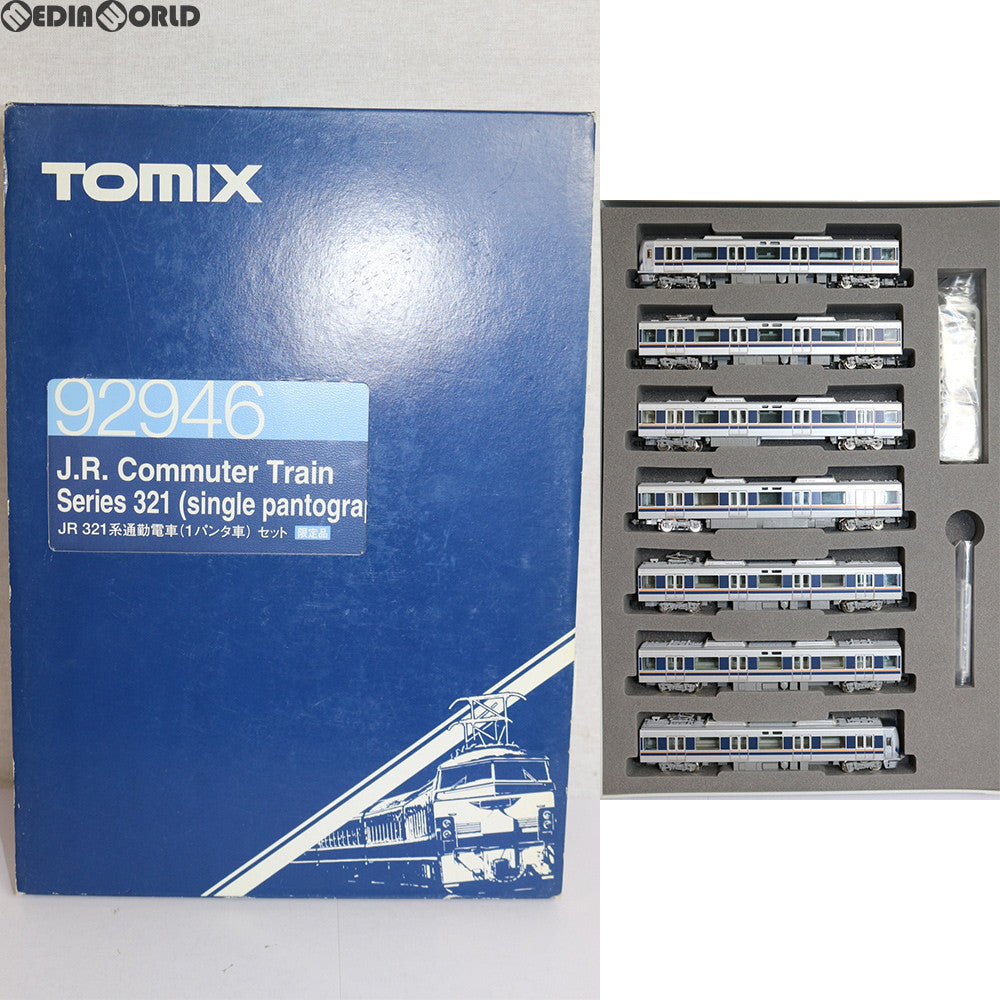 MEDIAWORLD
TOMIX
92946
J.R. Commuter Train
Series 321 (single pantogra
JR 321系通勤電車(1パンタ車) セット 限定品